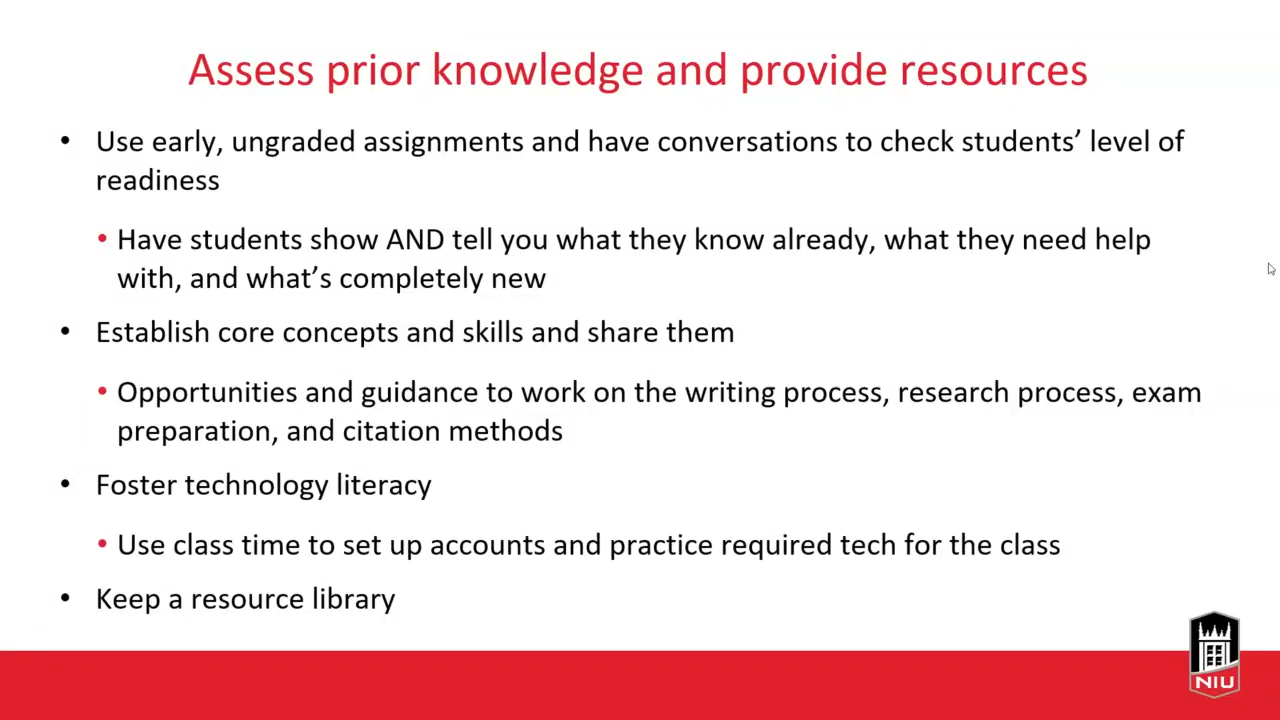 Assess prior knowledge and provide resources
• Use early, ungraded assignments and have conversations to check students’ level of
readiness
• Have students show AND tell you what they know already, what they need help
with, and what’s completely new
• Establish core concepts and skills and share them
• Opportunities and guidance to work on the writing process, research process, exam
preparation, and citation methods
• Foster technology literacy
• Use class time to set up accounts and practice required tech for the class
• Keep a resource library
NIU